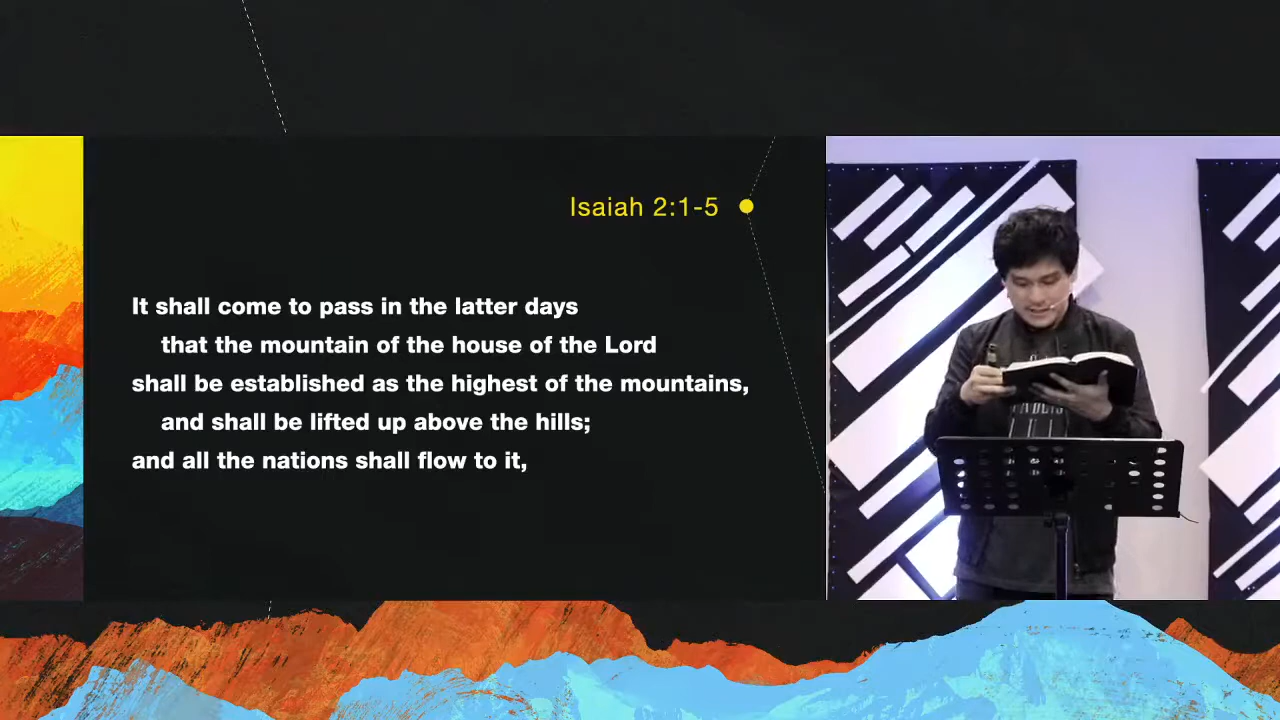 Isaiah 2:1-5
It shall come to pass in the latter days
that the mountain of the house of the Lord
shall be established as the highest of the mountains,
and shall be lifted up above the hills;
and all the nations shall flow to it,